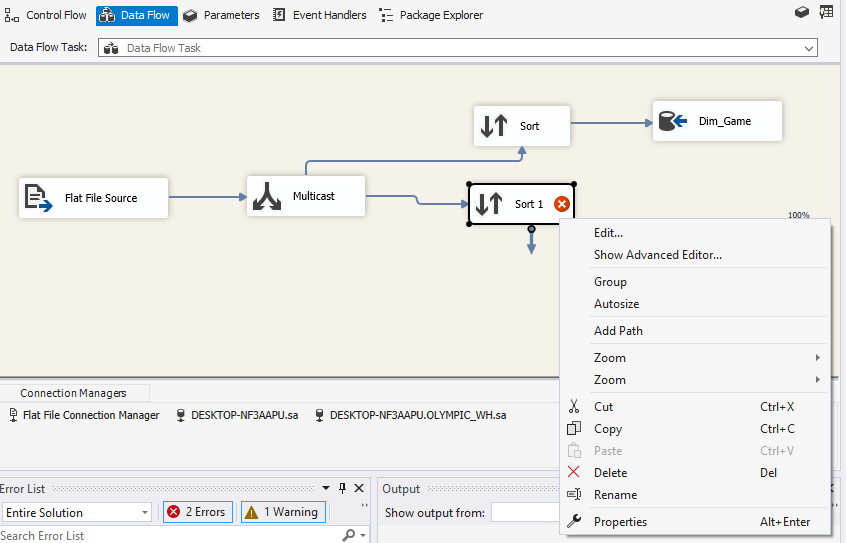 Control Flow Data Flow Parameters Event Handlers Package Explorer
Data Flow Task: Data Flow Task
Sort
Dim_Game
Flat File Source
Multicast
Sort 1
100%
Edit...
Show Advanced Editor...
Group
Autosize
Add Path
Zoom
Zoom
Cut Ctrl+X
Copy Ctrl+C
Paste Ctrl+V
Delete Del
Rename
Properties Alt+Enter
Connection Managers
Flat File Connection Manager DESKTOP-NF3AAPU.sa DESKTOP-NF3AAPU.OLYMPIC_WH.sa
Error List
Entire Solution 2 Errors 1 Warning
Search Error List
Output
Show output from: